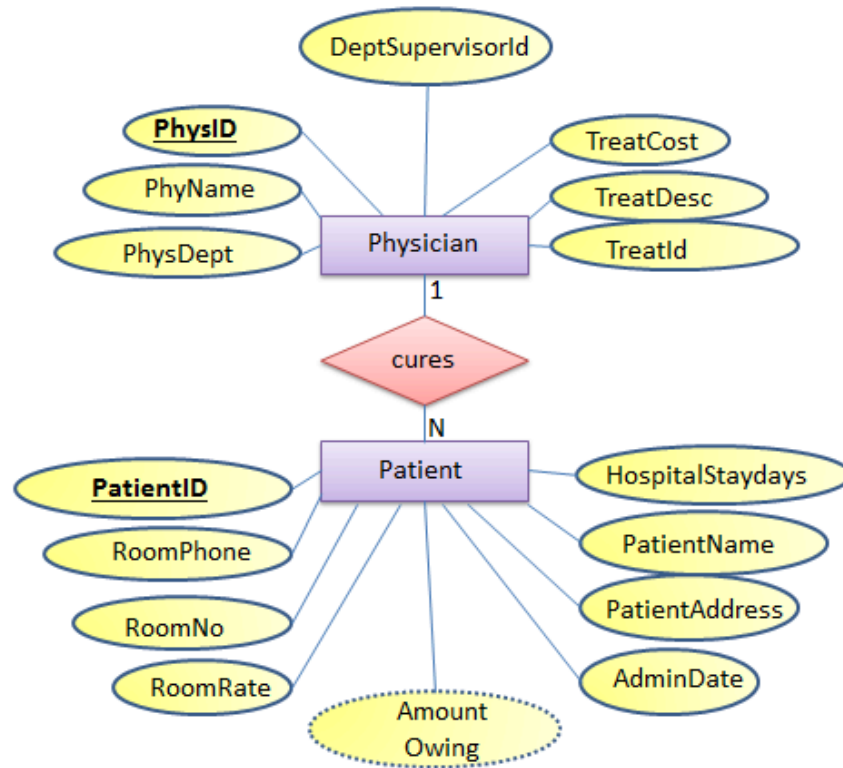 DeptSupervisorId
PhysID
TreatCost
PhyName
TreatDesc
PhysDept
Physician
TreatId
1
cures
N
Patient
HospitalStaydays
PatientID
RoomPhone
PatientName
RoomNo
PatientAddress
RoomRate
AdminDate
Amount
Owing